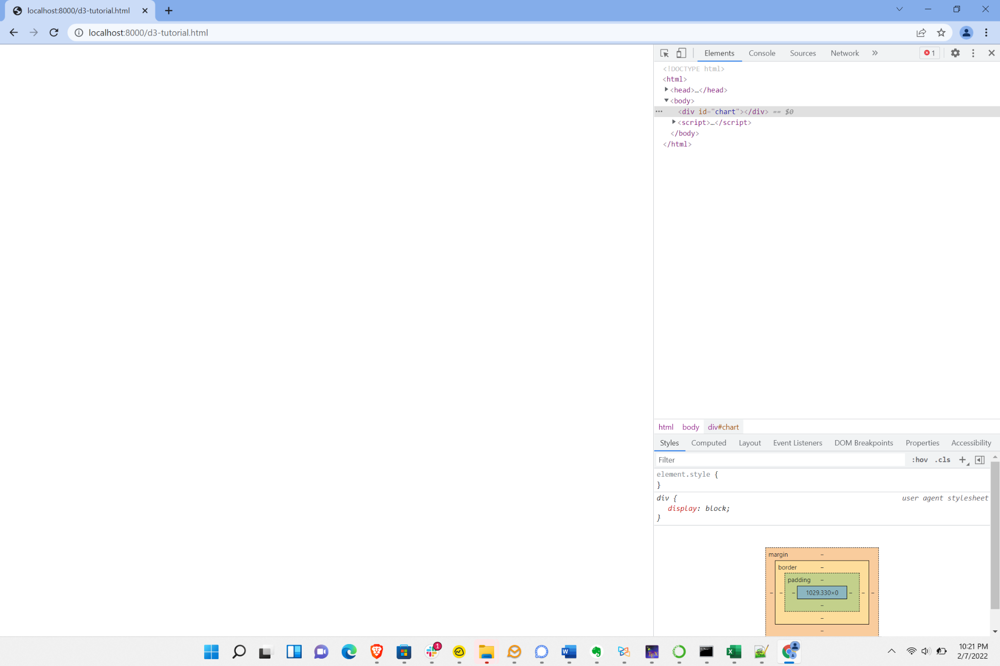 localhost:8000/d3-tutorial.html
localhost:8000/d3-tutorial.html
Elements Console Sources Network » 1
<!DOCTYPE html>
<html>
<head>…</head>
<body>
··· <div id="chart"></div> == $0
<script>…</script>
</body>
</html>
html body div#chart
Styles Computed Layout Event Listeners DOM Breakpoints Properties Accessibility
Filter :hov .cls +
element.style {
}
div { user agent stylesheet
display: block;
}
margin –
border –
padding –
– – – 1029.330×0 – – –
–
–
–
1
W
TEX
X
10:21 PM
2/7/2022